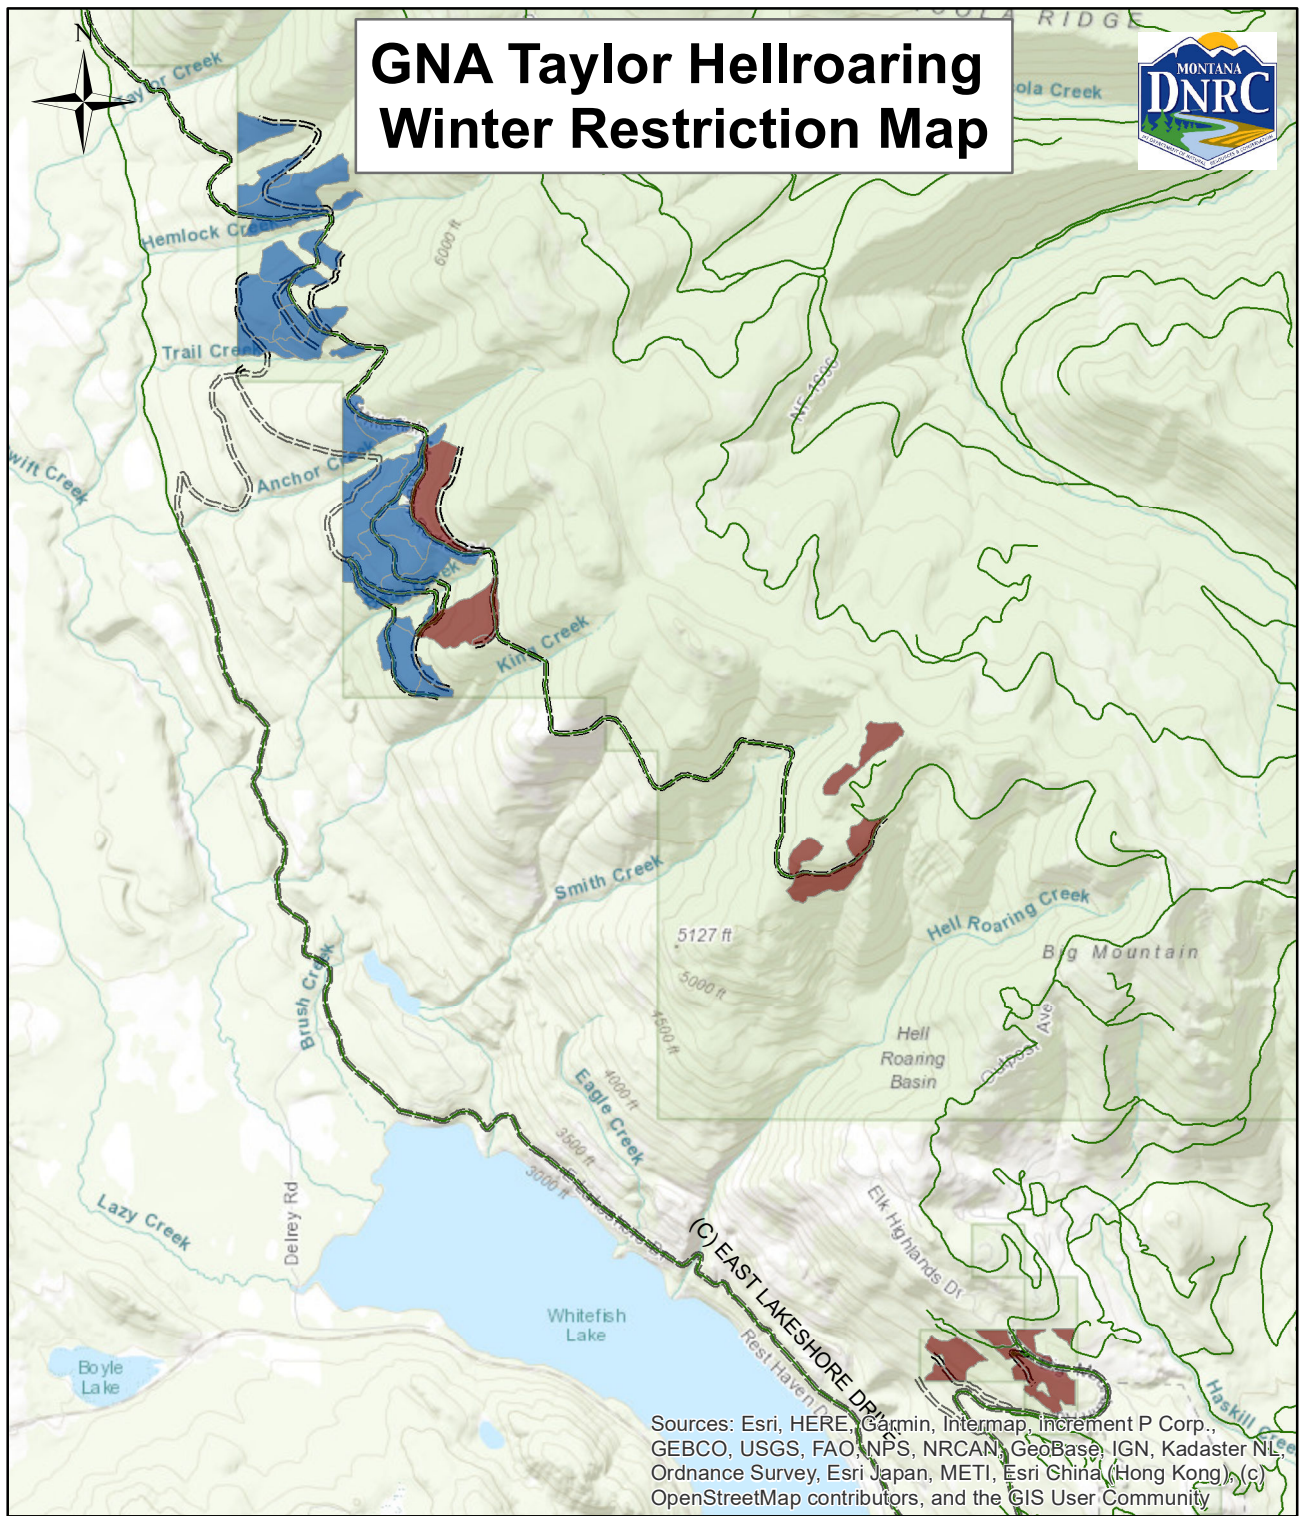 GNA Taylor Hellroaring
Winter Restriction Map
N
RIDGE
ola Creek
MONTANA
DNRC
Taylor Creek
Hemlock Creek
6000 ft
Trail Creek
NF-1696
wift Creek
Anchor Creek
King Creek
Smith Creek
5127 ft
5000 ft
4500 ft
Hell Roaring Creek
Big Mountain
Brush Creek
Hell
Roaring
Basin
Outpost Ave
Eagle Creek
4000 ft
3500 ft
3000 ft
Lazy Creek
Delrey Rd
Elk Highlands Dr
(C) EAST LAKESHORE DRIVE
Whitefish
Lake
Rest Haven D
Boyle
Lake
Haskill Cree
Sources: Esri, HERE, Garmin, Intermap, increment P Corp.,
GEBCO, USGS, FAO, NPS, NRCAN, GeoBase, IGN, Kadaster NL,
Ordnance Survey, Esri Japan, METI, Esri China (Hong Kong), (c)
OpenStreetMap contributors, and the GIS User Community